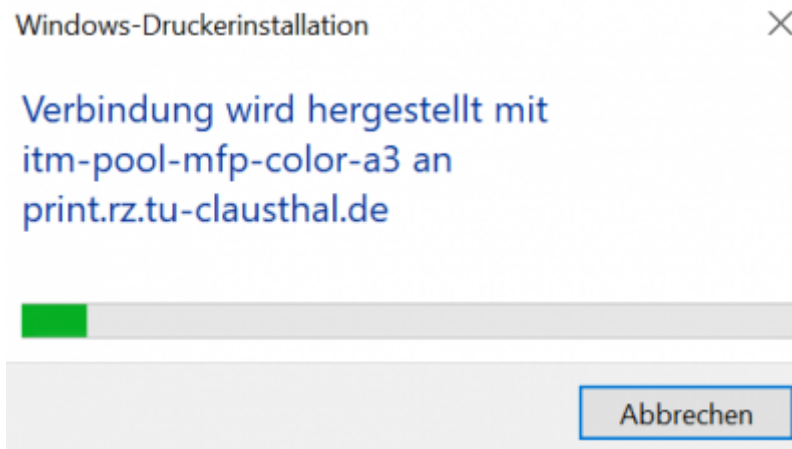 Windows-Druckerinstallation
Verbindung wird hergestellt mit
itm-pool-mfp-color-a3 an
print.rz.tu-clausthal.de
Abbrechen